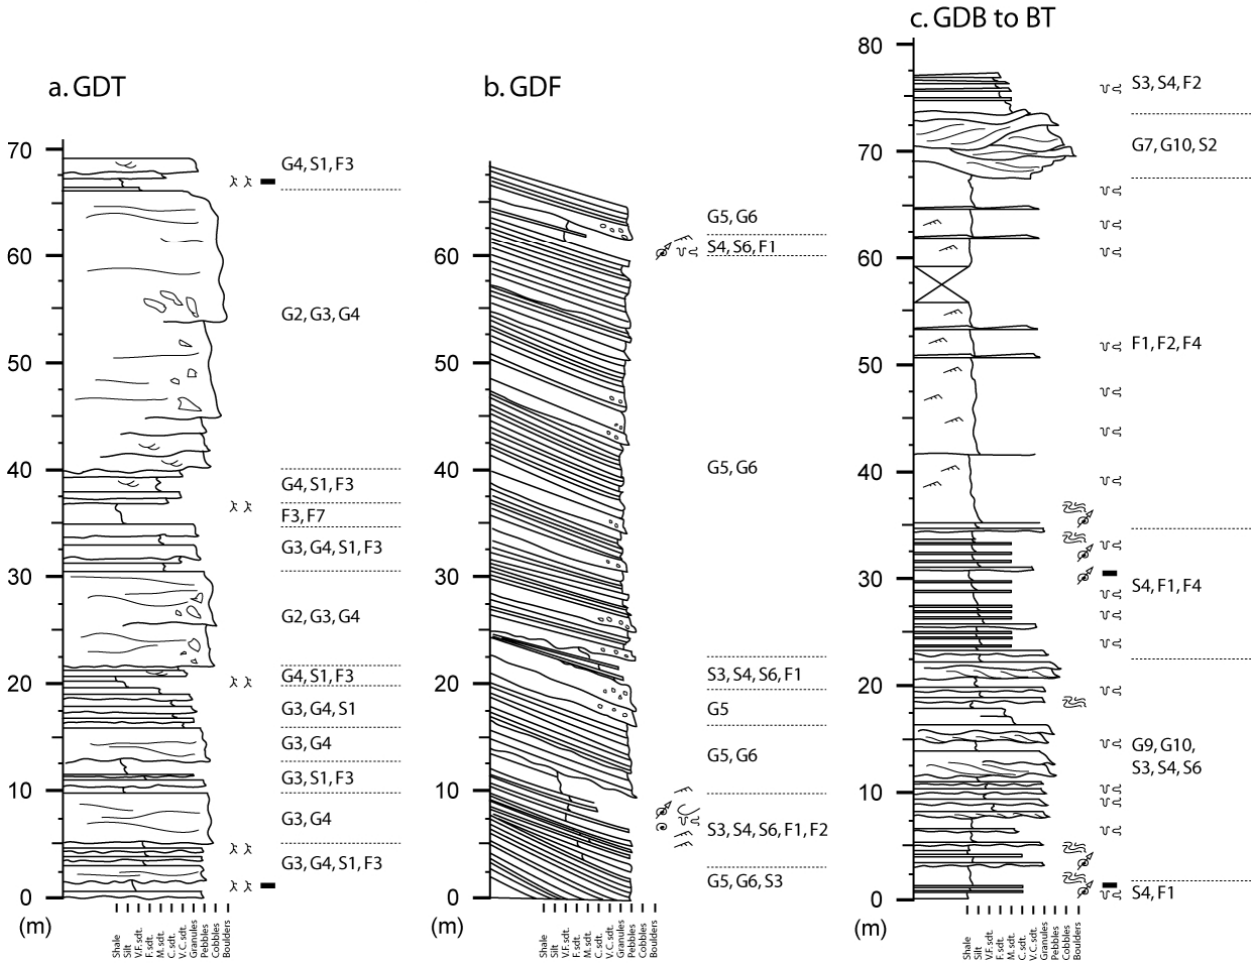 a. GDT
70
60
50
40
30
20
10
0
(m)
G4, S1, F3
G2, G3, G4
G4, S1, F3
F3, F7
G3, G4, S1, F3
G2, G3, G4
G4, S1, F3
G3, G4, S1
G3, G4
G3, S1, F3
G3, G4
G3, G4, S1, F3
Shale
Silt
V.F. sdt.
F. sdt.
M. sdt.
C. sdt.
V. C. sdt.
Granules
Pebbles
Cobbles
Boulders
b. GDF
60
50
40
30
20
10
0
(m)
G5, G6
S4, S6, F1
G5, G6
S3, S4, S6, F1
G5
G5, G6
S3, S4, S6, F1, F2
G5, G6, S3
Shale
Silt
V.F. sdt.
F. sdt.
M. sdt.
C. sdt.
V. C. sdt.
Granules
Pebbles
Cobbles
Boulders
c. GDB to BT
80
70
60
50
40
30
20
10
0
(m)
S3, S4, F2
G7, G10, S2
F1, F2, F4
S4, F1, F4
G9, G10,
S3, S4, S6
S4, F1
Shale
Silt
V.F. sdt.
F. sdt.
M. sdt.
C. sdt.
V. C. sdt.
Granules
Pebbles
Cobbles
Boulders